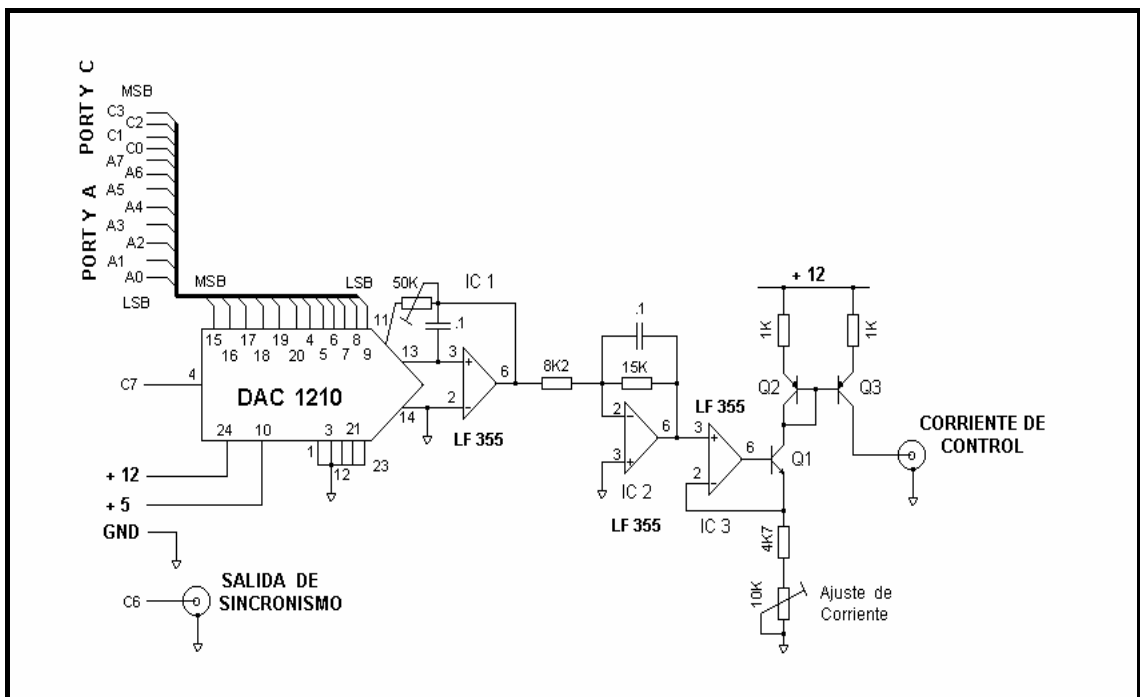 PORTY C
MSB
C3
C2
C1
C0
PORTY A
A7
A6
A5
A4
A3
A2
A1
A0
LSB
MSB
LSB
50K
IC 1
.1
11
15
16
17
18
19
20
4
5
6
7
8
9
13
3
+
6
2
-
14
LF 355
C7
4
DAC 1210
24
10
3
21
1
12
23
+ 12
+ 5
GND
C6
SALIDA DE
SINCRONISMO
8K2
.1
15K
2
-
6
3
+
IC 2
LF 355
LF 355
3
+
6
2
-
IC 3
+ 12
1K
1K
Q2
Q3
Q1
CORRIENTE DE
CONTROL
4K7
10K
Ajuste de
Corriente